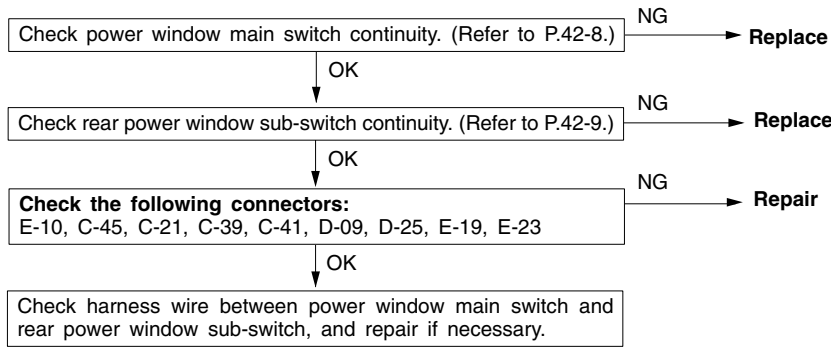 Check power window main switch continuity. (Refer to P.42-8.)
NG
Replace
OK
Check rear power window sub-switch continuity. (Refer to P.42-9.)
NG
Replace
OK
Check the following connectors:
E-10, C-45, C-21, C-39, C-41, D-09, D-25, E-19, E-23
NG
Repair
OK
Check harness wire between power window main switch and
rear power window sub-switch, and repair if necessary.